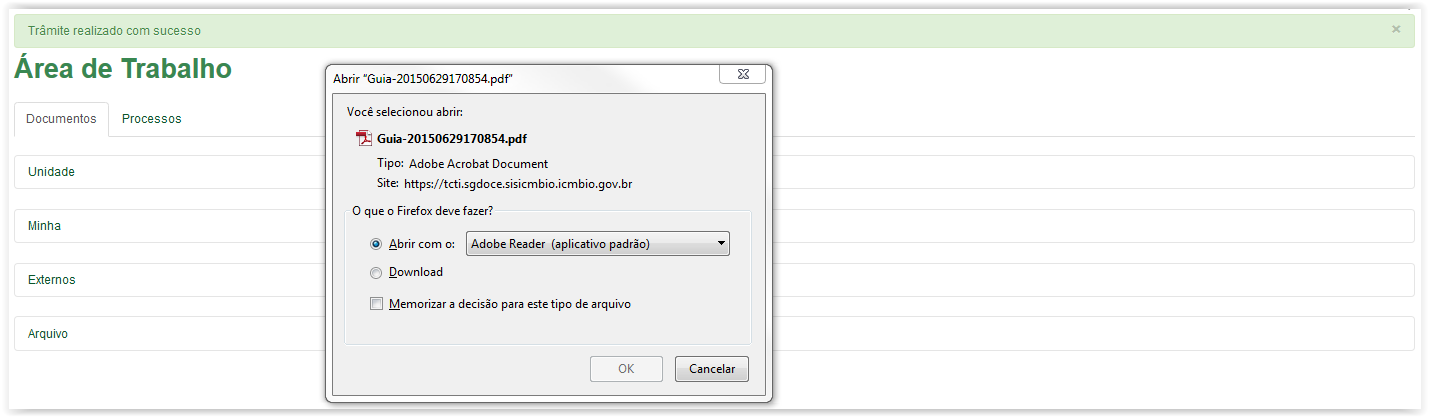 Trâmite realizado com sucesso ×
Área de Trabalho
Documentos Processos
Unidade
Minha
Externos
Arquivo
Abrir "Guia-20150629170854.pdf"
Você selecionou abrir:
Guia-20150629170854.pdf
Tipo: Adobe Acrobat Document
Site: https://tcti.sgdoce.sisicmbio.icmbio.gov.br
O que o Firefox deve fazer?
Abrir com o: Adobe Reader (aplicativo padrão)
Download
Memorizar a decisão para este tipo de arquivo
OK Cancelar